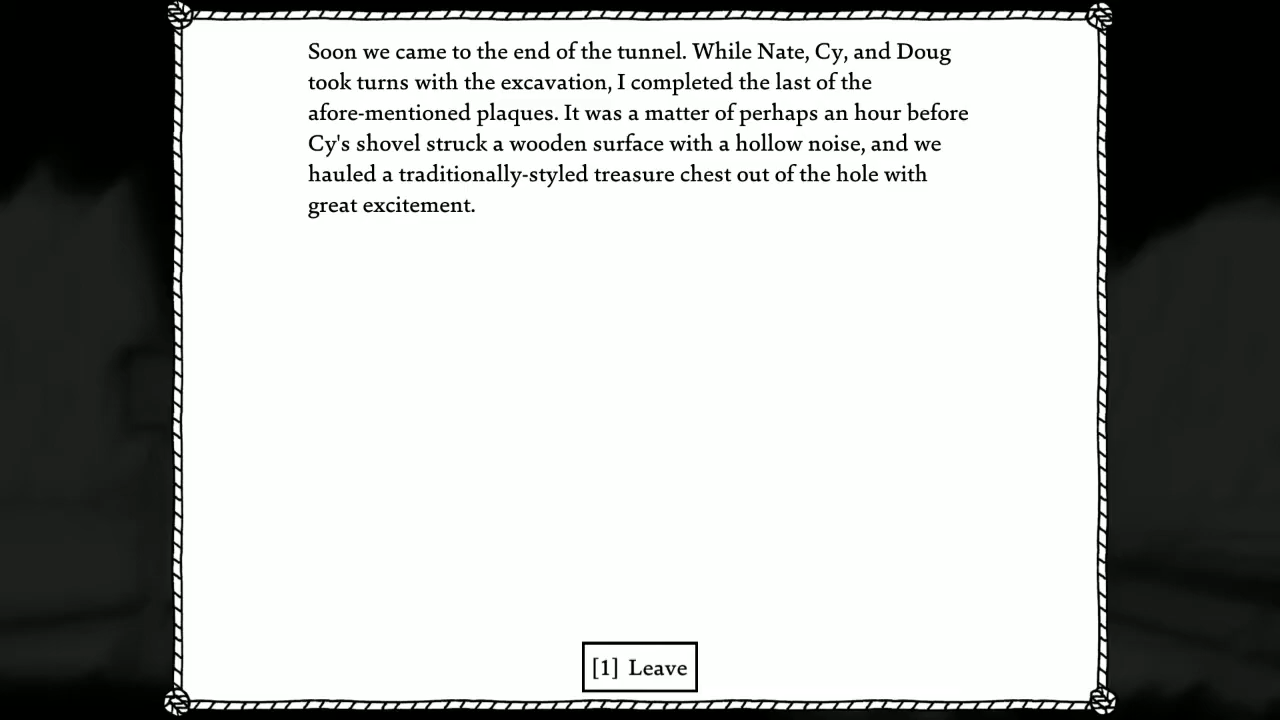 Soon we came to the end of the tunnel. While Nate, Cy, and Doug
took turns with the excavation, I completed the last of the
afore-mentioned plaques. It was a matter of perhaps an hour before
Cy's shovel struck a wooden surface with a hollow noise, and we
hauled a traditionally-styled treasure chest out of the hole with
great excitement.
[1] Leave